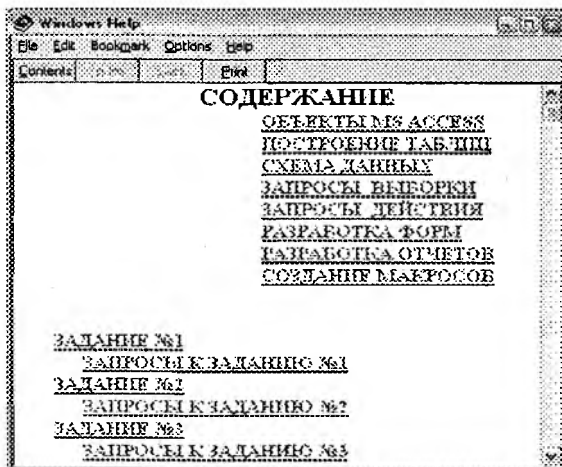 Windows Help
File Edit Bookmark Options Help
Contents Print
СОДЕРЖАНИЕ
ОБЪЕКТЫ MS ACCESS
ПОСТРОЕНИЕ ТАБЛИЦ
СХЕМА ДАННЫХ
ЗАПРОСЫ ВЫБОРКИ
ЗАПРОСЫ ДЕЙСТВИЯ
РАЗРАБОТКА ФОРМ
РАЗРАБОТКА ОТЧЕТОВ
СОЗДАНИЕ МАКРОСОВ
ЗАДАНИЕ №1
ЗАПРОСЫ К ЗАДАНИЮ №1
ЗАДАНИЕ №2
ЗАПРОСЫ К ЗАДАНИЮ №2
ЗАДАНИЕ №3
ЗАПРОСЫ К ЗАДАНИЮ №3